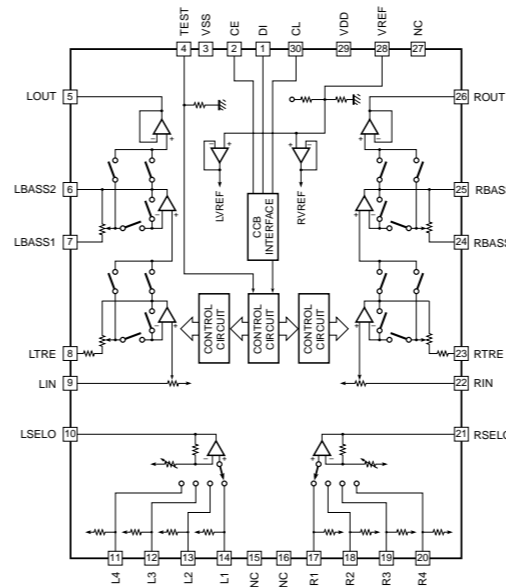 TEST
VSS
CE
DI
CL
VDD
VREF
NC
4
3
2
1
30
29
28
27
LOUT
5
26
ROUT
LVREF
RVREF
LBASS2
6
25
RBASS
CCB
INTERFACE
LBASS1
7
24
RBASS
CONTROL
CIRCUIT
CONTROL
CIRCUIT
CONTROL
CIRCUIT
LTRE
8
23
RTRE
LIN
9
22
RIN
LSELO
10
21
RSELO
11
12
13
14
15
16
17
18
19
20
L4
L3
L2
L1
NC
NC
R1
R2
R3
R4